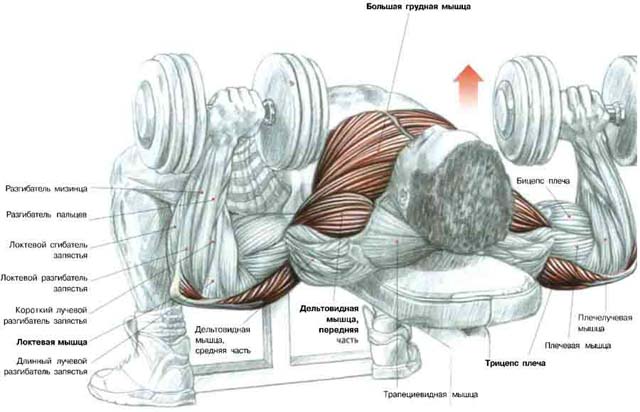 Большая грудная мышца
Разгибатель мизинца
Разгибатель пальцев
Локтевой сгибатель
запястья
Локтевой разгибатель
запястья
Короткий лучевой
разгибатель запястья
Локтевая мышца
Длинный лучевой
разгибатель запястья
Дельтовидная
мышца,
средняя часть
Дельтовидная
мышца,
передняя
часть
Трапециевидная мышца
Бицепс плеча
Плечелучевая
мышца
Плечевая мышца
Трицепс плеча